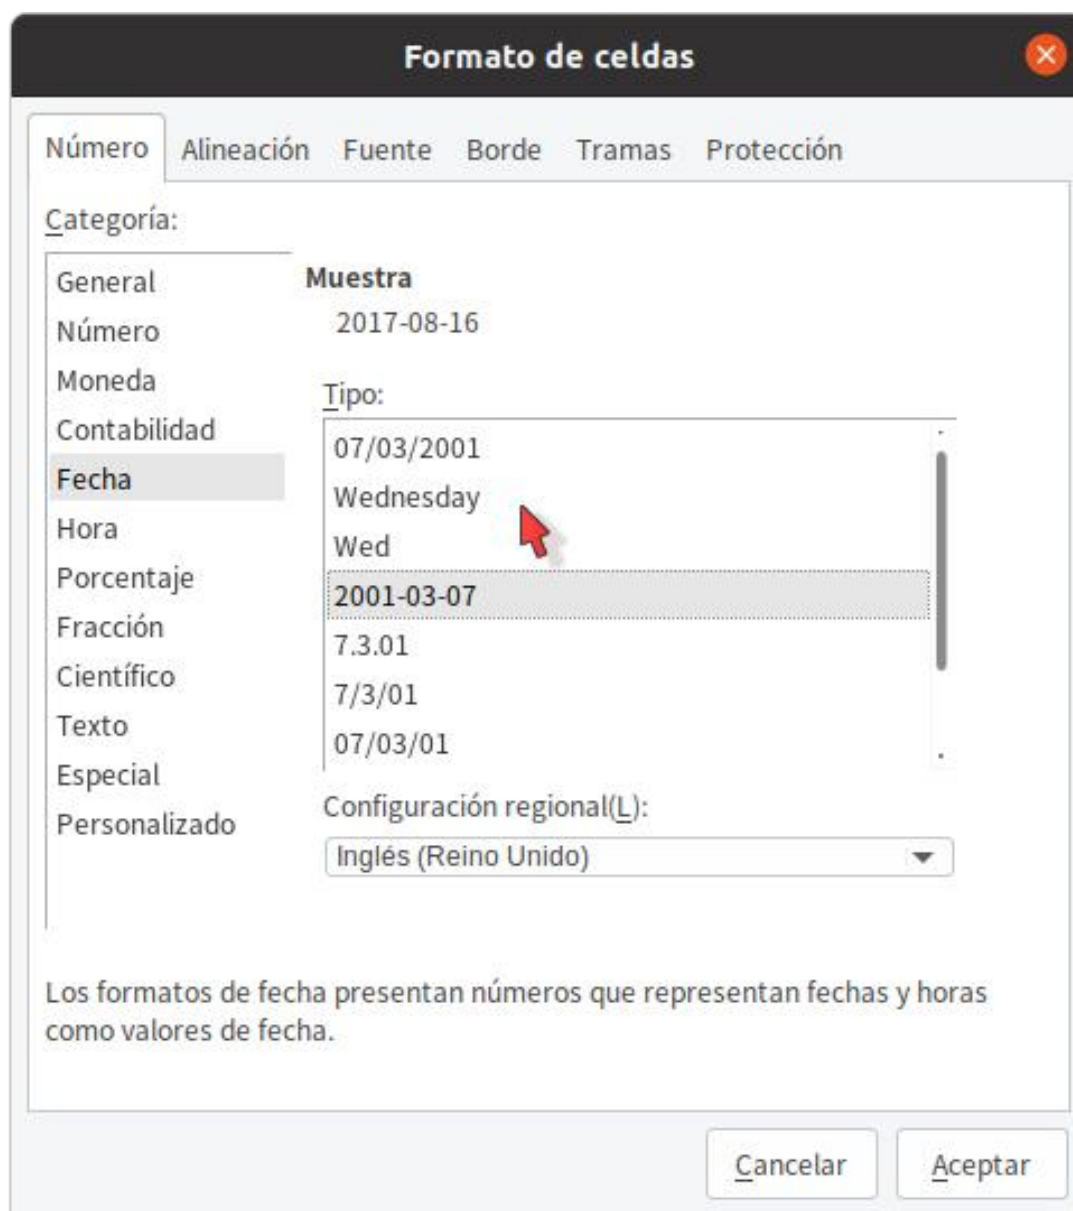 Formato de celdas
Número Alineación Fuente Borde Tramas Protección
Categoría:
General
Número
Moneda
Contabilidad
Fecha
Hora
Porcentaje
Fracción
Científico
Texto
Especial
Personalizado
Muestra
2017-08-16
Tipo:
07/03/2001
Wednesday
Wed
2001-03-07
7.3.01
7/3/01
07/03/01
Configuración regional(L):
Inglés (Reino Unido)
Los formatos de fecha presentan números que representan fechas y horas
como valores de fecha.
Cancelar Aceptar